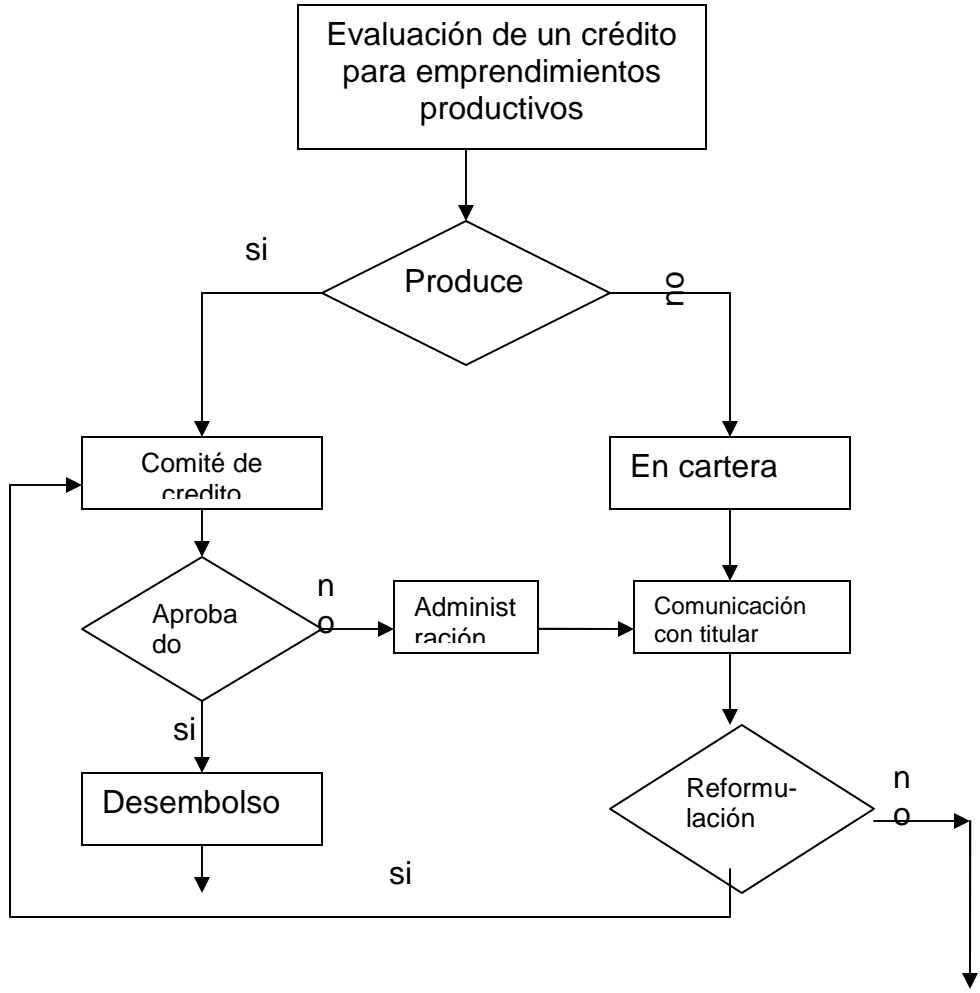 Evaluación de un crédito
para emprendimientos
productivos
si
Produce
no
Comité de
credito
En cartera
Aproba
do
n
o
Administ
ración
Comunicación
con titular
si
Desembolso
Reformu-
lación
n
o
si